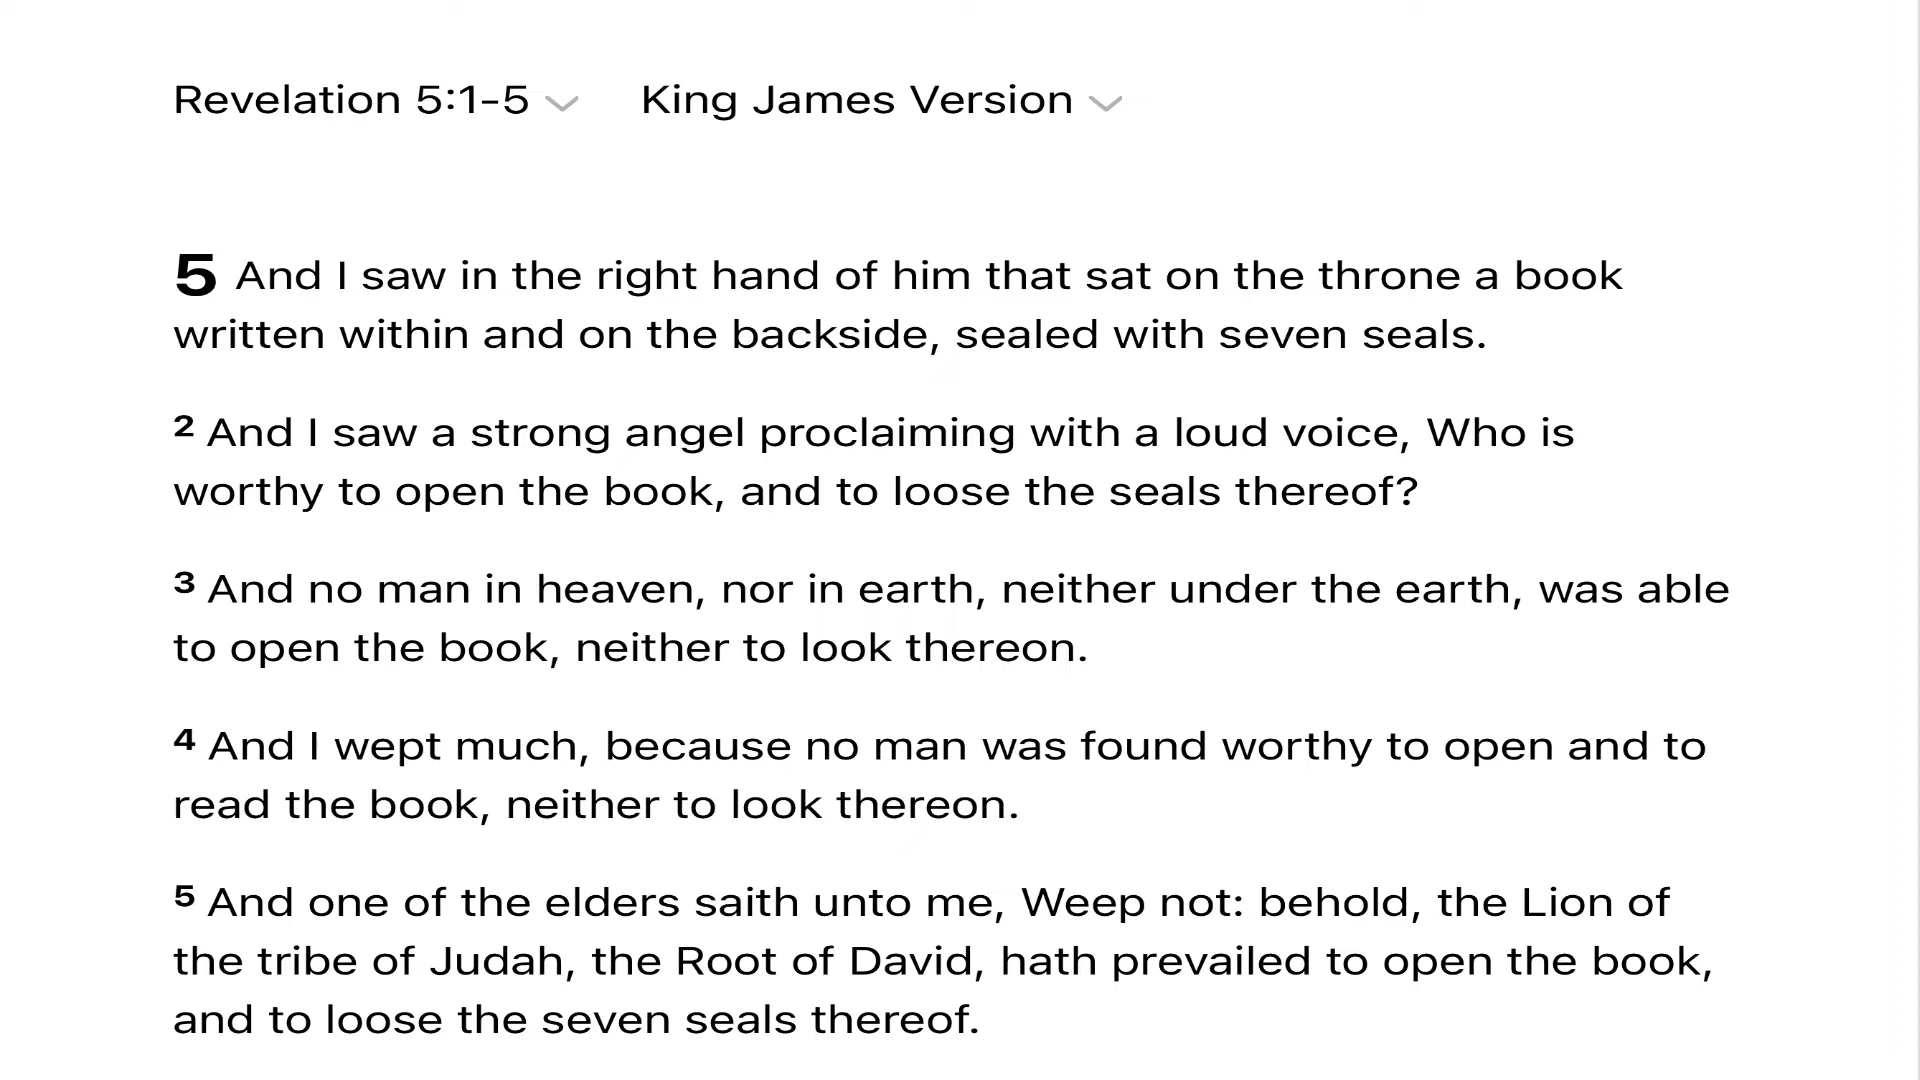 Revelation 5:1-5 King James Version
5 And I saw in the right hand of him that sat on the throne a book
written within and on the backside, sealed with seven seals.
2 And I saw a strong angel proclaiming with a loud voice, Who is
worthy to open the book, and to loose the seals thereof?
3 And no man in heaven, nor in earth, neither under the earth, was able
to open the book, neither to look thereon.
4 And I wept much, because no man was found worthy to open and to
read the book, neither to look thereon.
5 And one of the elders saith unto me, Weep not: behold, the Lion of
the tribe of Judah, the Root of David, hath prevailed to open the book,
and to loose the seven seals thereof.